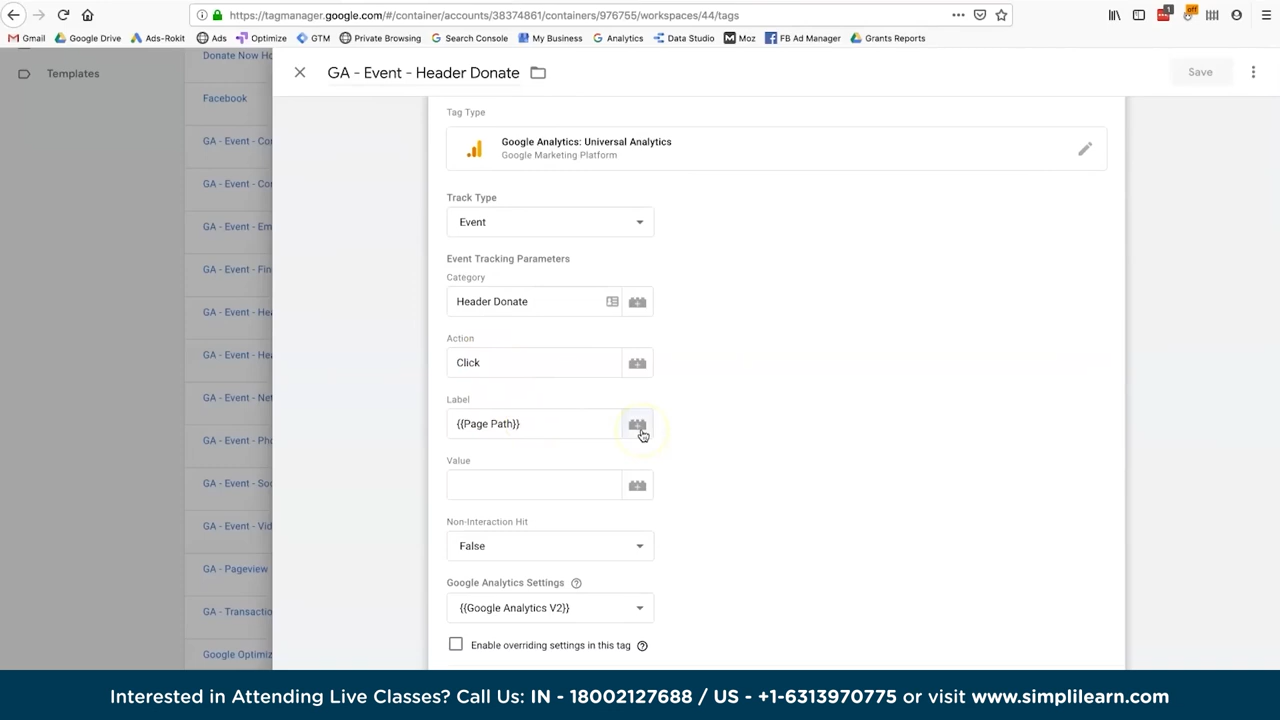 https://tagmanager.google.com/#/container/accounts/38374861/containers/976755/workspaces/44/tags
1
off
Gmail Google Drive Ads-Rokit Ads Optimize GTM Private Browsing Search Console My Business Analytics Data Studio Moz FB Ad Manager Grants Reports
Donate Now Ho
Templates
Facebook
GA - Event - Con
GA - Event - Con
GA - Event - Em
GA - Event - Fin
GA - Event - Hea
GA - Event - Hea
GA - Event - Net
GA - Event - Pho
GA - Event - Soc
GA - Event - Vid
GA - Pageview
GA - Transactio
Google Optimiz
GA - Event - Header Donate
Save
Tag Type
Google Analytics: Universal Analytics
Google Marketing Platform
Track Type
Event
Event Tracking Parameters
Category
Header Donate
Action
Click
Label
{{Page Path}}
Value
Non-Interaction Hit
False
Google Analytics Settings
{{Google Analytics V2}}
Enable overriding settings in this tag
Interested in Attending Live Classes? Call Us: IN - 18002127688 / US - +1-6313970775 or visit www.simplilearn.com